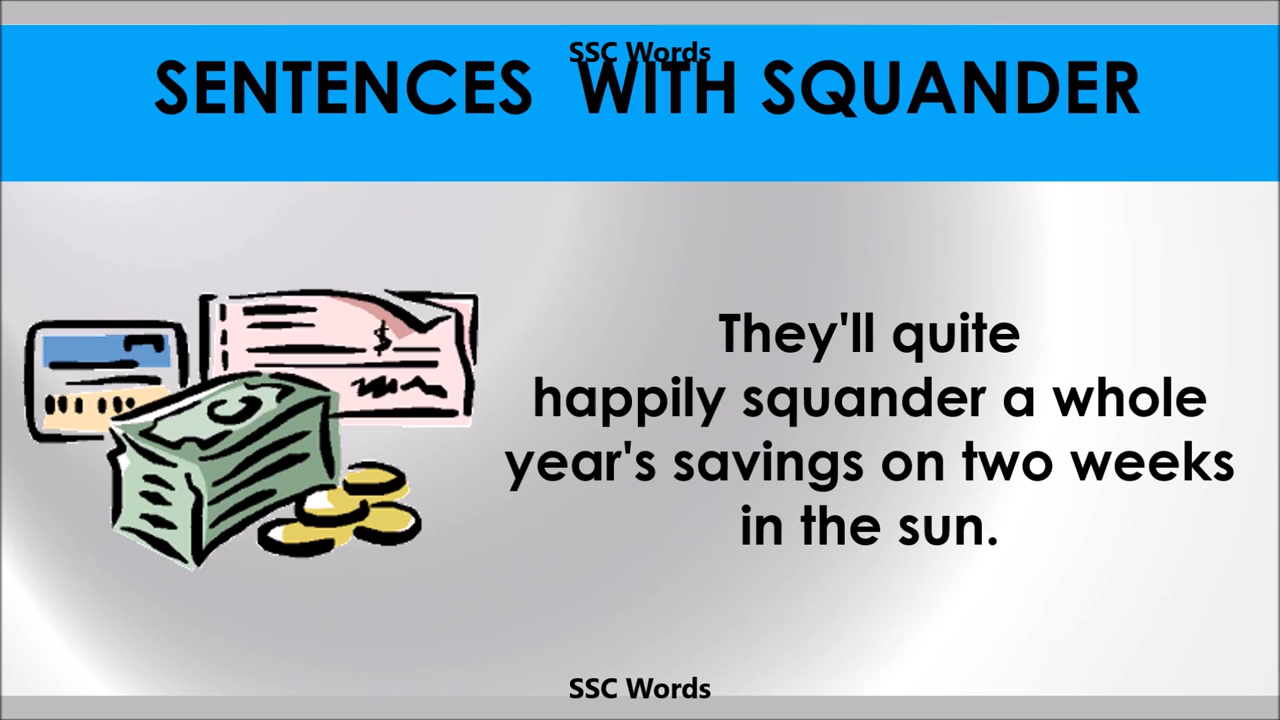 SSC Words
SENTENCES WITH SQUANDER
They'll quite
happily squander a whole
year's savings on two weeks
in the sun.
$
SSC Words